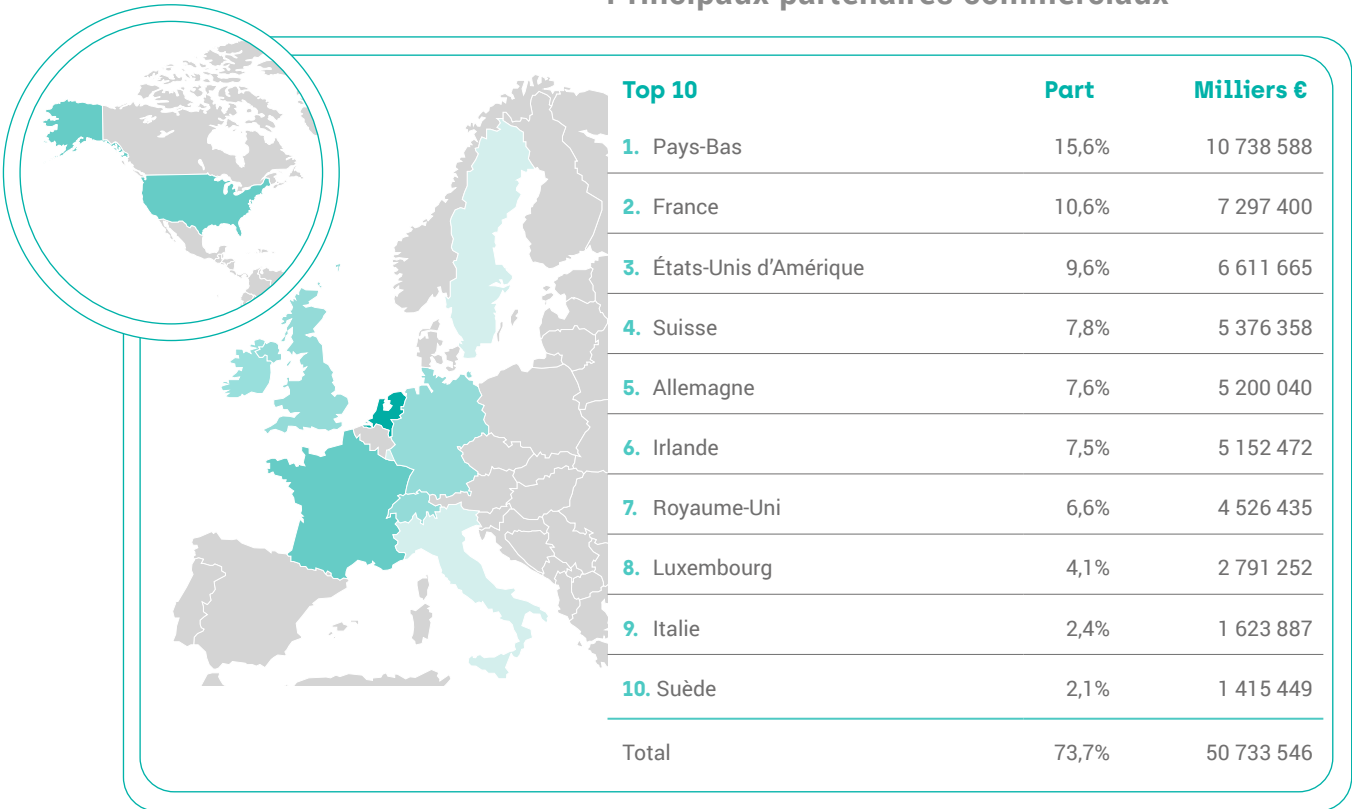 Principaux partenaires commerciaux
Top 10 Part Milliers €
1. Pays-Bas 15,6% 10 738 588
2. France 10,6% 7 297 400
3. États-Unis d’Amérique 9,6% 6 611 665
4. Suisse 7,8% 5 376 358
5. Allemagne 7,6% 5 200 040
6. Irlande 7,5% 5 152 472
7. Royaume-Uni 6,6% 4 526 435
8. Luxembourg 4,1% 2 791 252
9. Italie 2,4% 1 623 887
10. Suède 2,1% 1 415 449
Total 73,7% 50 733 546